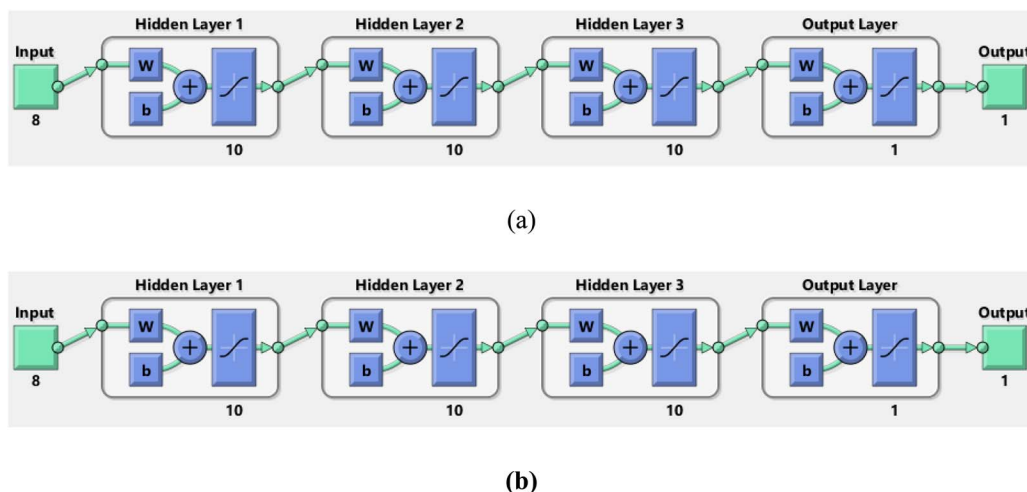 Hidden Layer 1 Hidden Layer 2 Hidden Layer 3 Output Layer
Input Output
W W W W
+ + + +
b b b b
8 1
10 10 10 1
(a)
Hidden Layer 1 Hidden Layer 2 Hidden Layer 3 Output Layer
Input Output
W W W W
+ + + +
b b b b
8 1
10 10 10 1
(b)